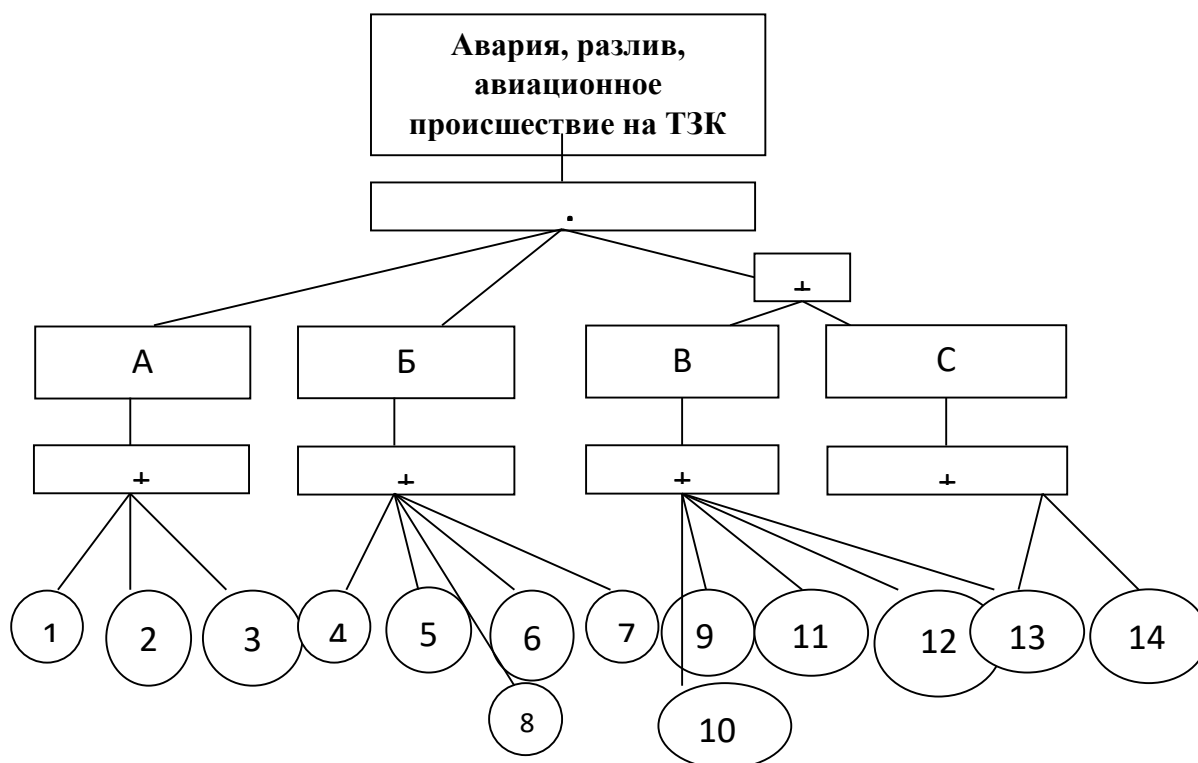 Авария, разлив,
авиационное
происшествие на ТЗК
.
+
А
Б
В
С
+
+
+
+
1
2
3
4
5
6
7
9
11
12
13
14
8
10